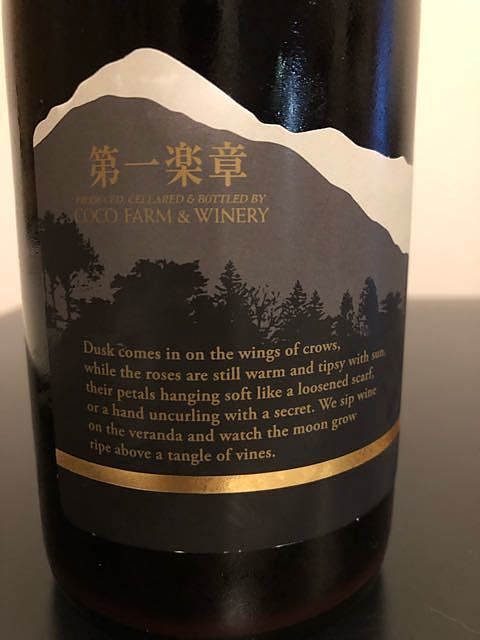 第一楽章
PRODUCED, CELLARED & BOTTLED BY
COCO FARM & WINERY
Dusk comes in on the wings of crows,
while the roses are still warm and tipsy with sun,
their petals hanging soft like a loosened scarf,
or a hand uncurling with a secret. We sip wine
on the veranda and watch the moon grow
ripe above a tangle of vines.